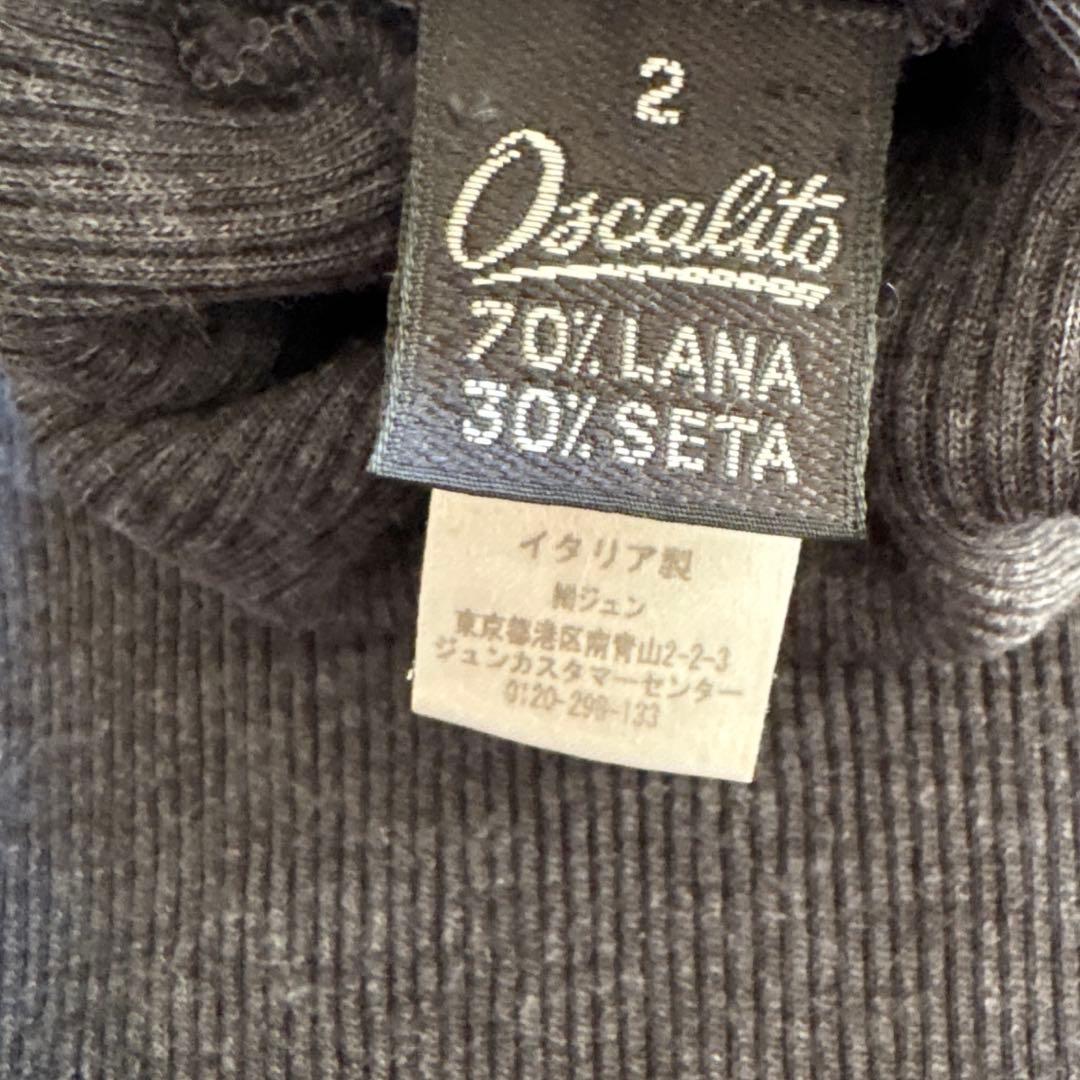 2
Oscalito
70% LANA
30% SETA
イタリア製
㈱ジュン
東京都港区南青山2-2-3
ジュンカスタマーセンター
0120-298-133